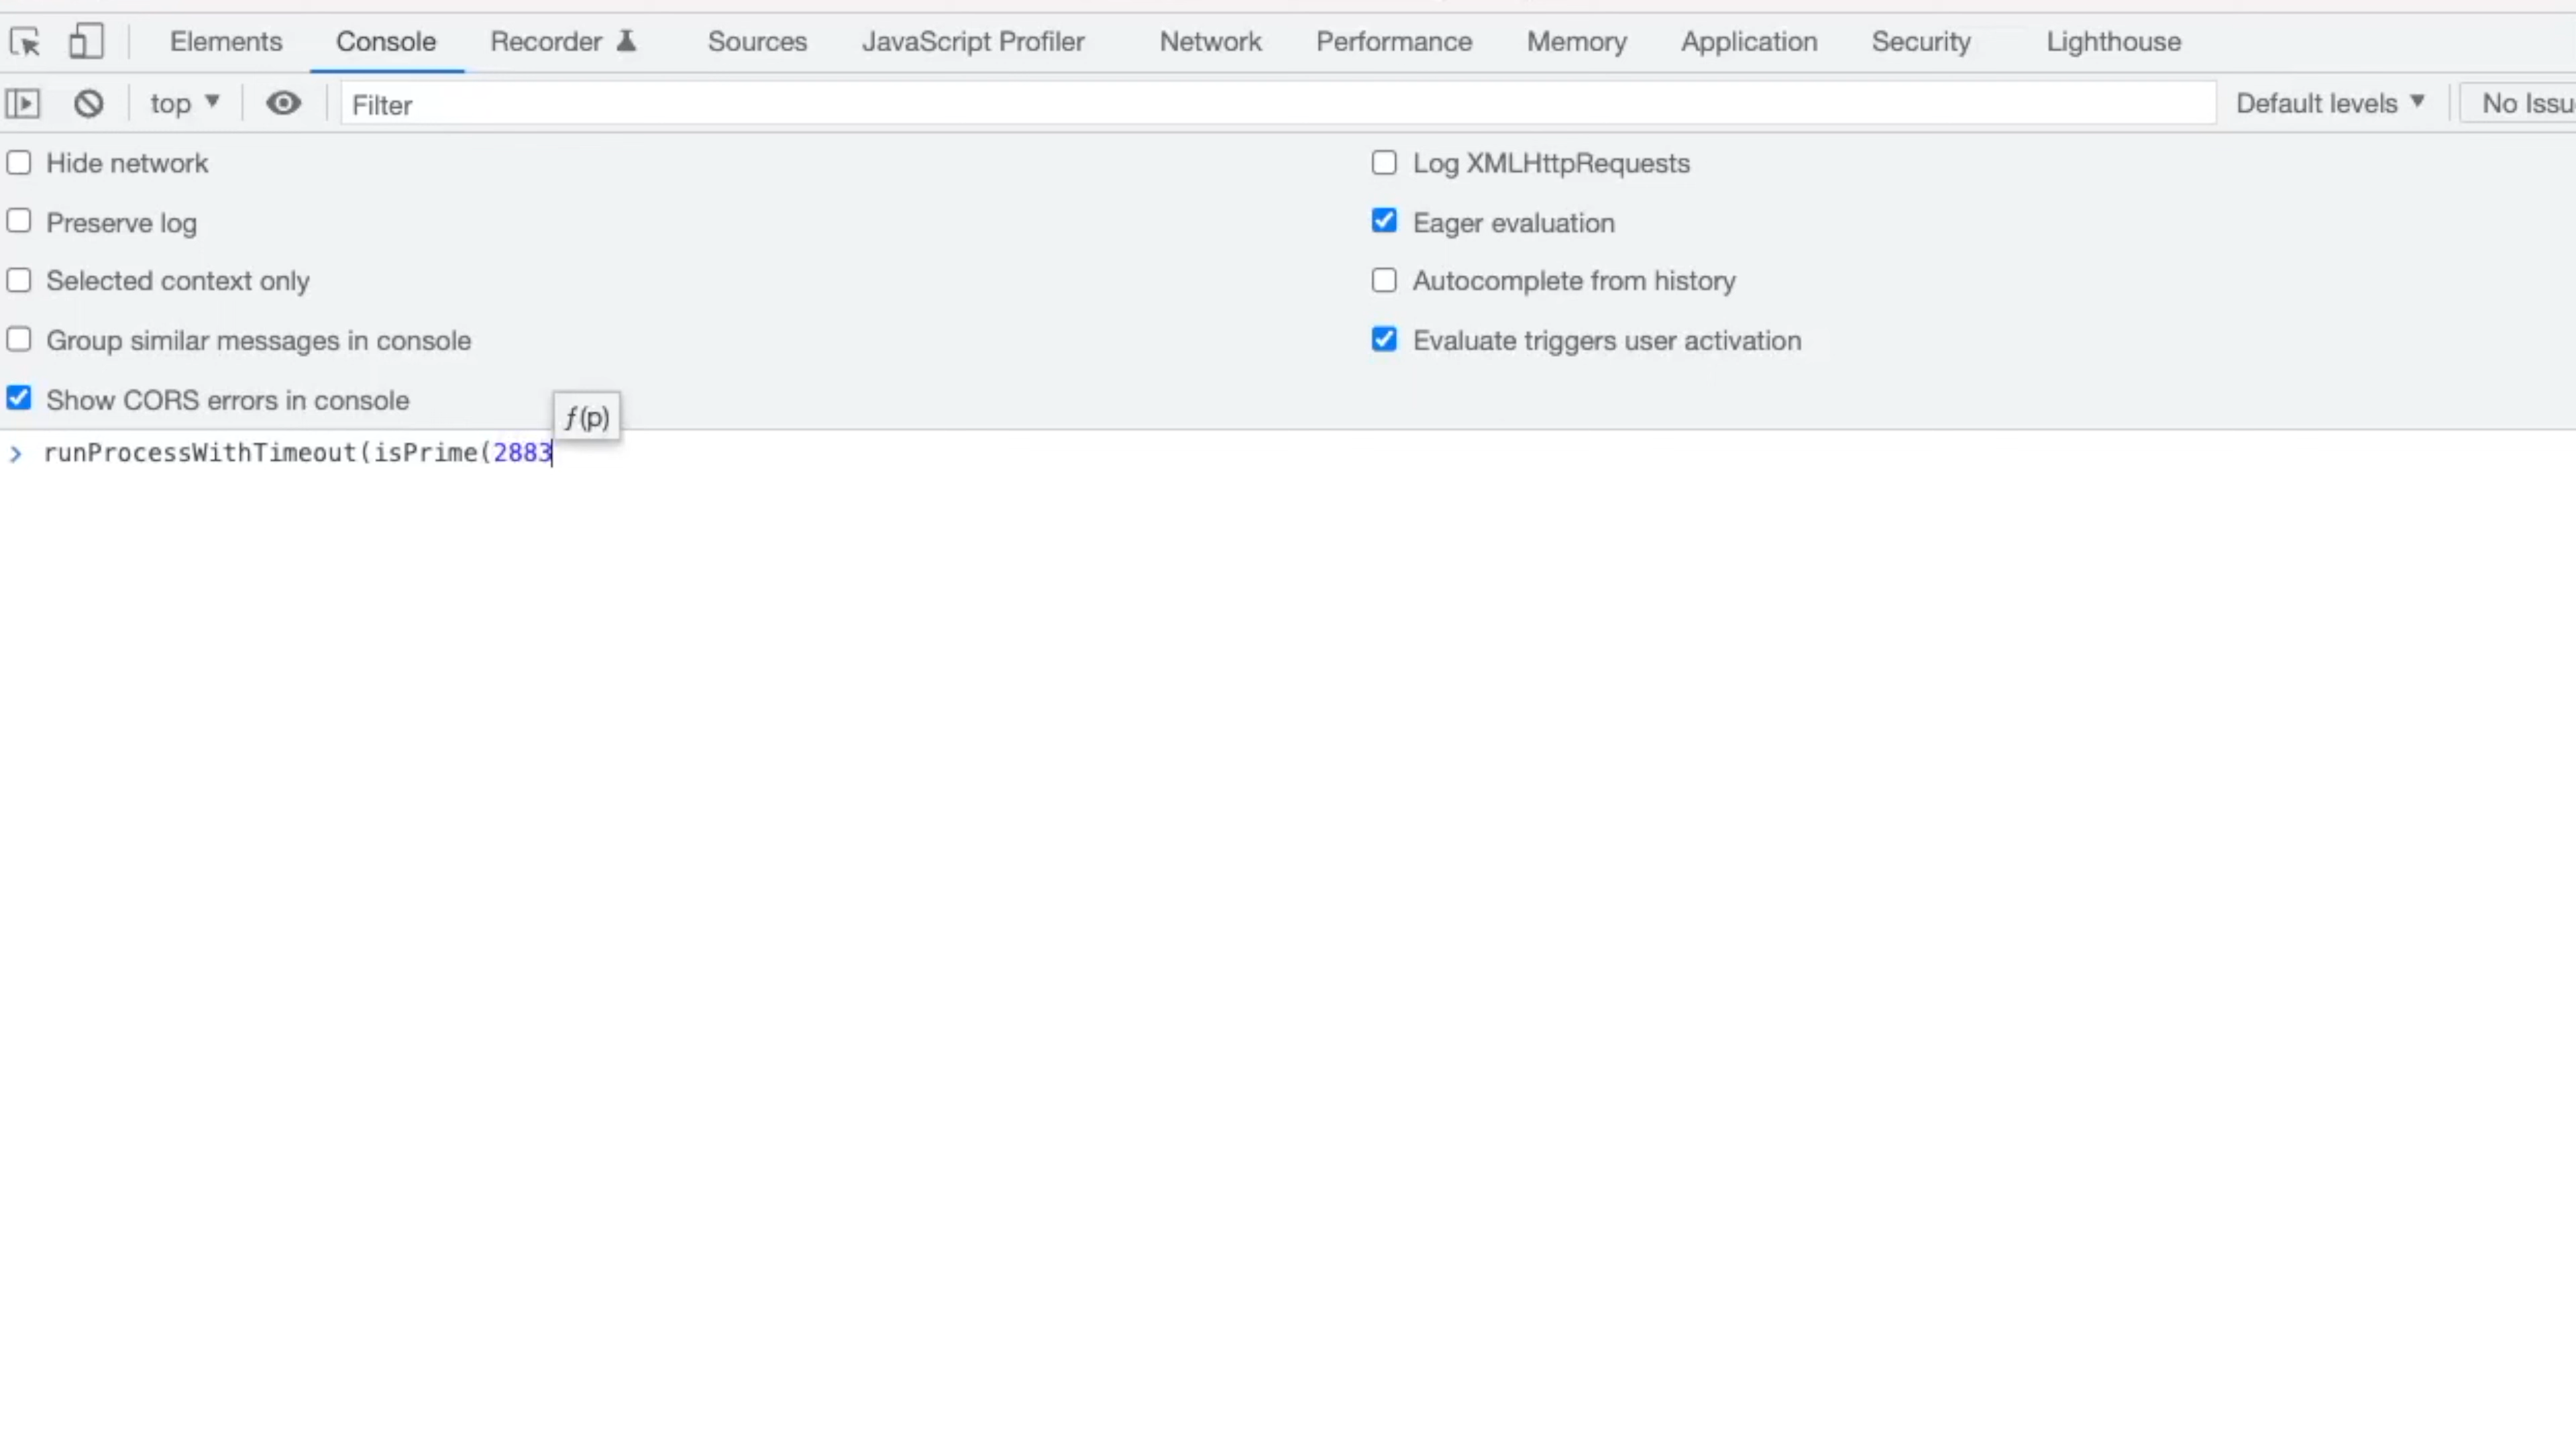 Elements Console Recorder Sources JavaScript Profiler Network Performance Memory Application Security Lighthouse
top Filter Default levels No Issu
Hide network Log XMLHttpRequests
Preserve log Eager evaluation
Selected context only Autocomplete from history
Group similar messages in console Evaluate triggers user activation
Show CORS errors in console
ƒ(p)
> runProcessWithTimeout(isPrime(2883